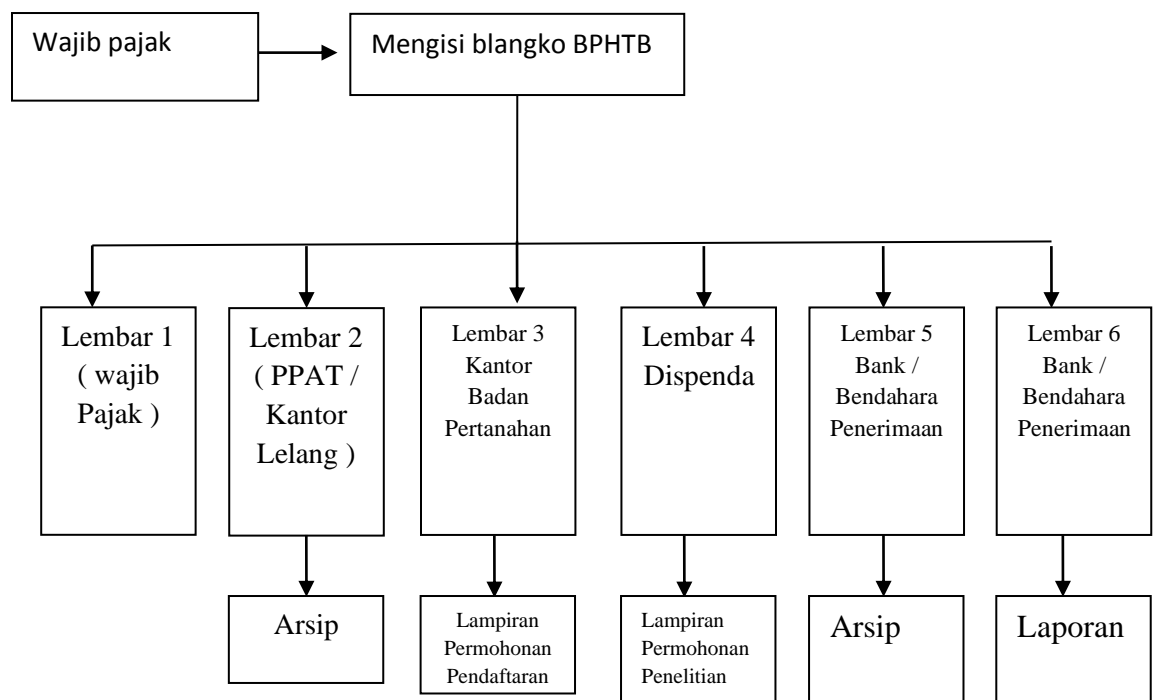 Wajib pajak
Mengisi blangko BPHTB
Lembar 1
( wajib
Pajak )
Lembar 2
( PPAT /
Kantor
Lelang )
Lembar 3
Kantor
Badan
Pertanahan
Lembar 4
Dispenda
Lembar 5
Bank /
Bendahara
Penerimaan
Lembar 6
Bank /
Bendahara
Penerimaan
Arsip
Lampiran
Permohonan
Pendaftaran
Lampiran
Permohonan
Penelitian
Arsip
Laporan